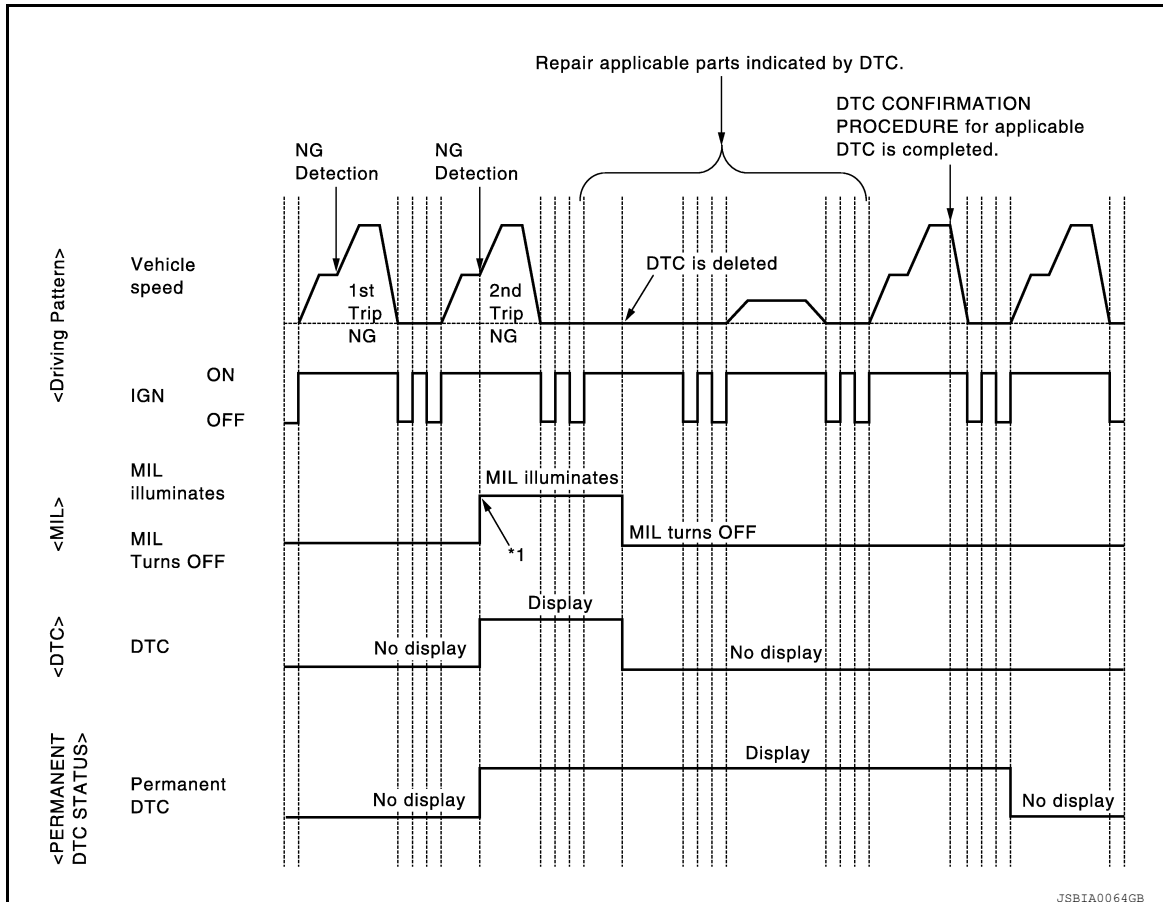 Repair applicable parts indicated by DTC.
DTC CONFIRMATION
PROCEDURE for applicable
DTC is completed.
NG
Detection
NG
Detection
<Driving Pattern>
Vehicle
speed
1st
Trip
NG
2nd
Trip
NG
DTC is deleted
IGN
ON
OFF
<MIL>
MIL
illuminates
MIL
Turns OFF
MIL illuminates
*1
MIL turns OFF
<DTC>
DTC
No display
Display
No display
<PERMANENT
DTC STATUS>
Permanent
DTC
No display
Display
No display
JSBIA0064GB